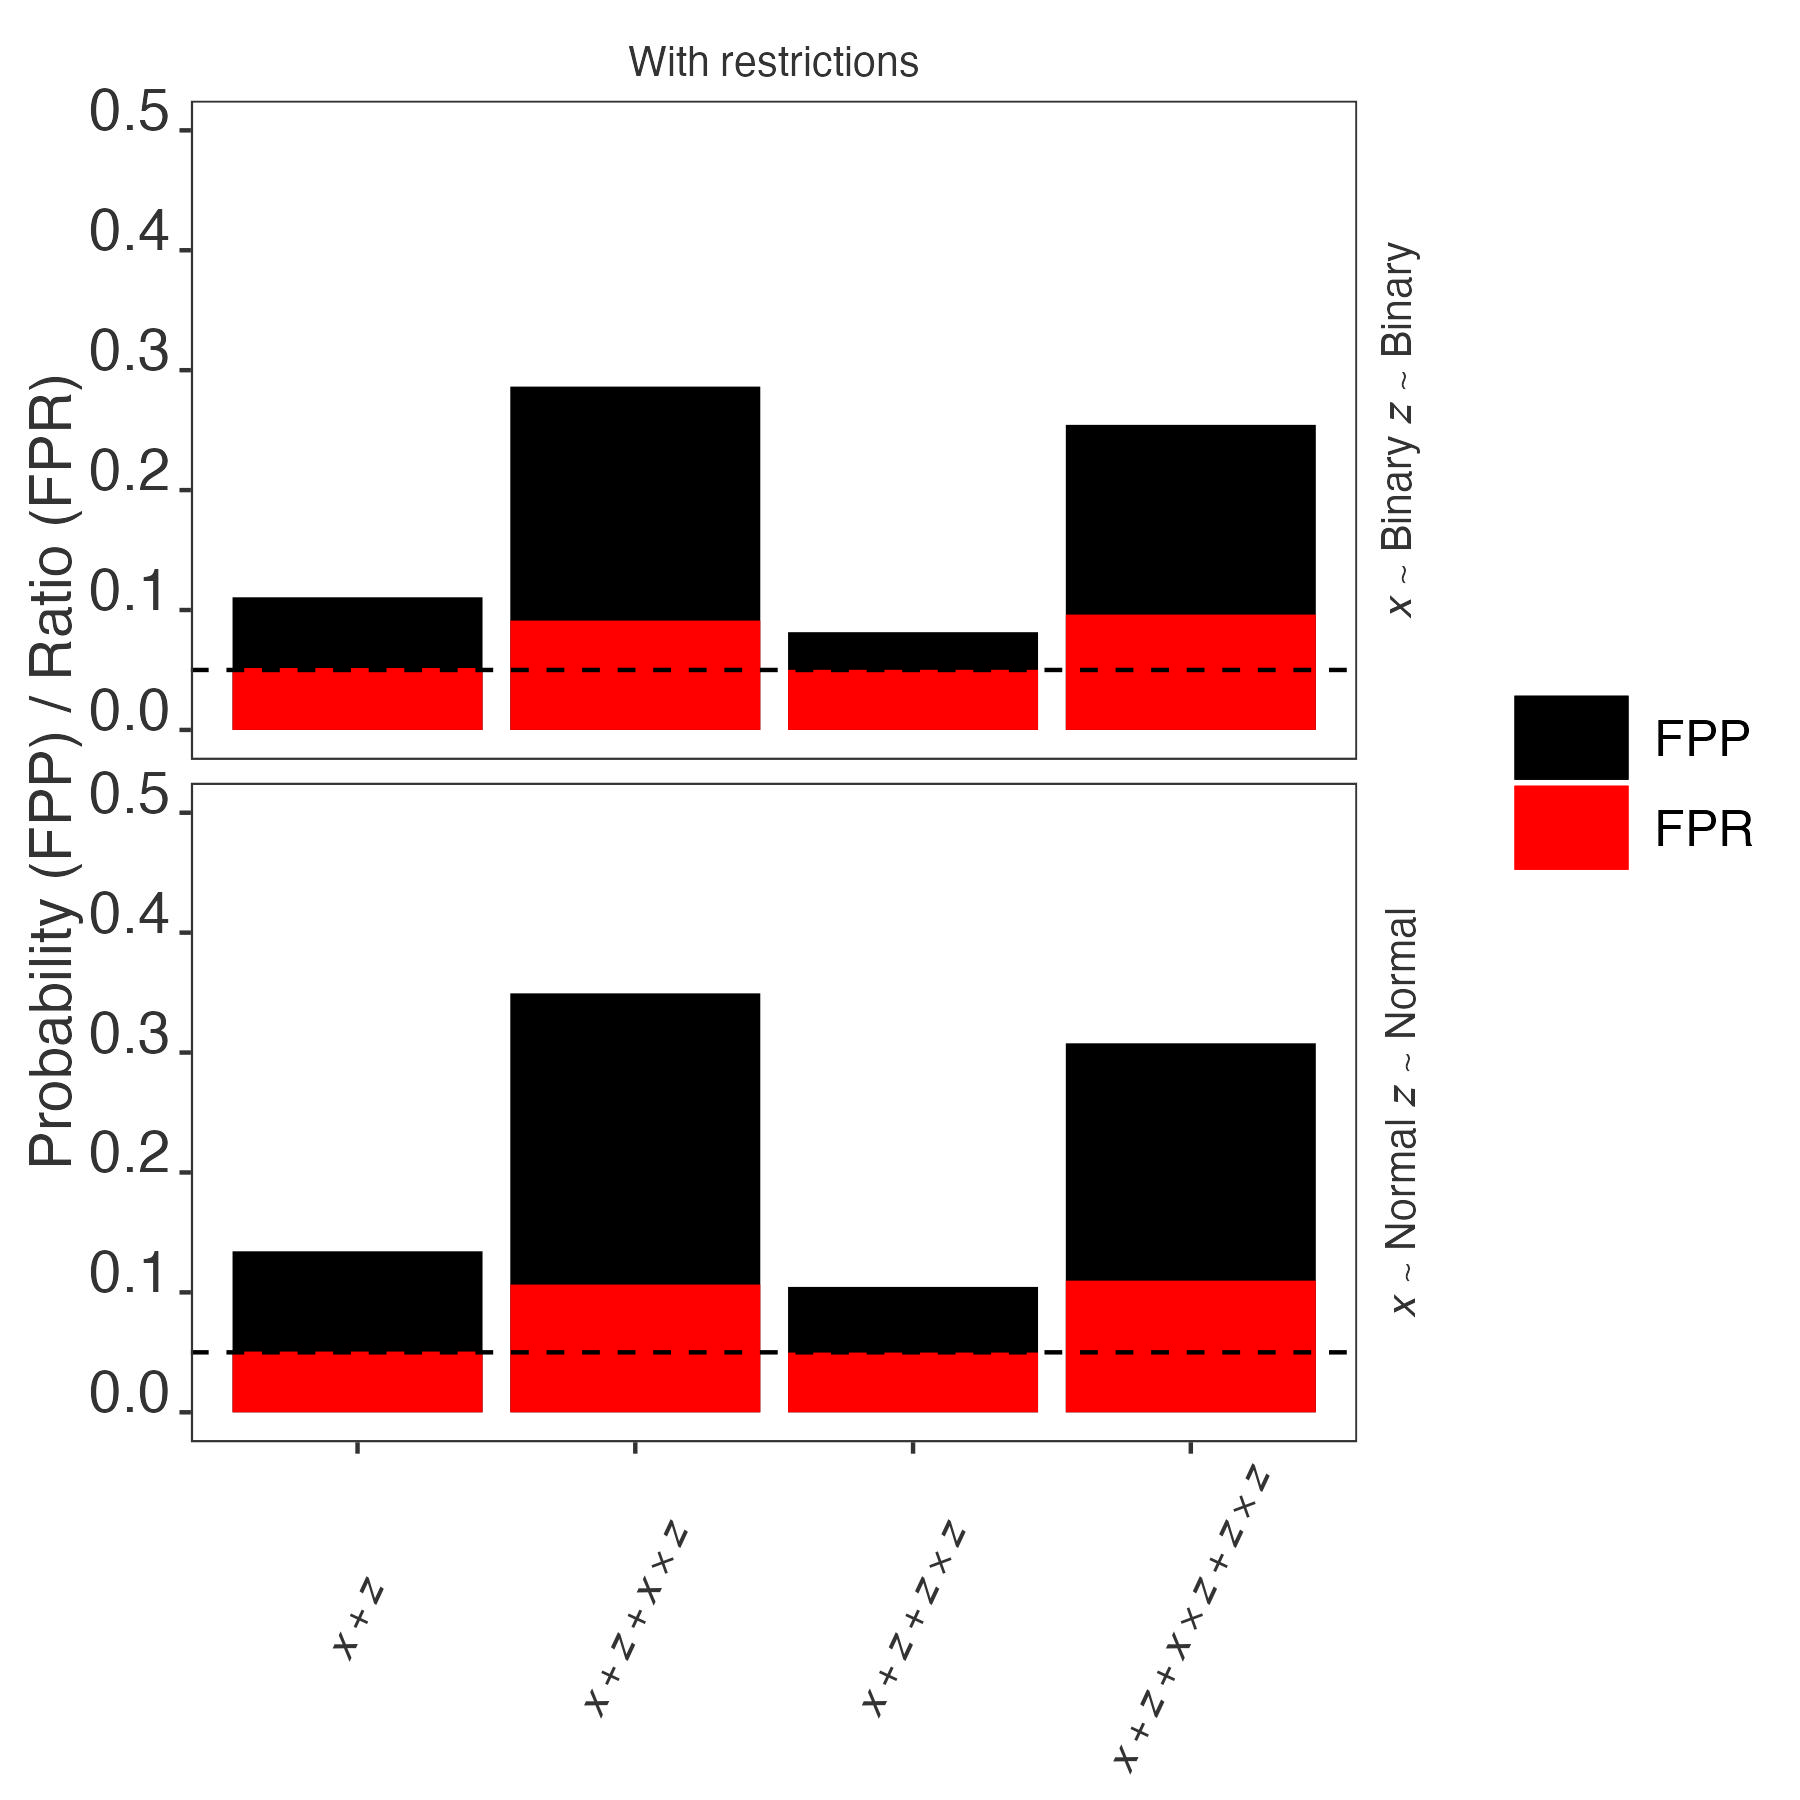 With restrictions
Probability (FPP) / Ratio (FPR)
0.5
0.4
0.3
0.2
0.1
0.0
x ~ Binary z ~ Binary
0.5
0.4
0.3
0.2
0.1
0.0
x ~ Normal z ~ Normal
x + z
x + z + x × z
x + z + z × z
x + z + x × z + z × z
FPP
FPR